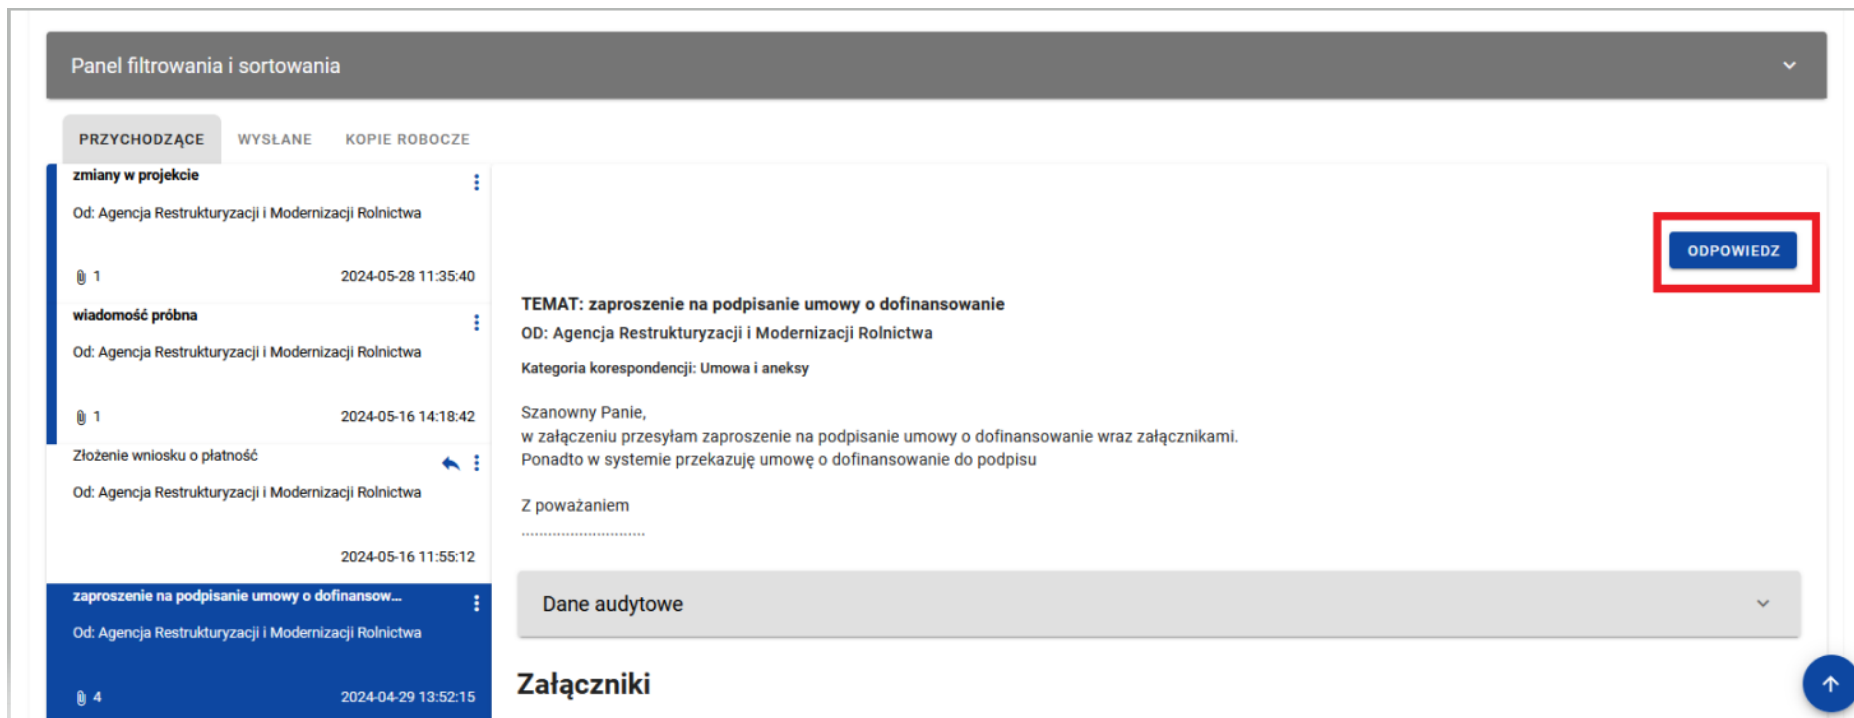 Panel filtrowania i sortowania
PRZYCHODZĄCE WYSŁANE KOPIE ROBOCZE
zmiany w projekcie
Od: Agencja Restrukturyzacji i Modernizacji Rolnictwa
1 2024-05-28 11:35:40
wiadomość próbna
Od: Agencja Restrukturyzacji i Modernizacji Rolnictwa
1 2024-05-16 14:18:42
Złożenie wniosku o płatność
Od: Agencja Restrukturyzacji i Modernizacji Rolnictwa
2024-05-16 11:55:12
zaproszenie na podpisanie umowy o dofinansow...
Od: Agencja Restrukturyzacji i Modernizacji Rolnictwa
4 2024-04-29 13:52:15
ODPOWIEDZ
TEMAT: zaproszenie na podpisanie umowy o dofinansowanie
OD: Agencja Restrukturyzacji i Modernizacji Rolnictwa
Kategoria korespondencji: Umowa i aneksy
Szanowny Panie,
w załączeniu przesyłam zaproszenie na podpisanie umowy o dofinansowanie wraz załącznikami.
Ponadto w systemie przekazuję umowę o dofinansowanie do podpisu
Z poważaniem
............................
Dane audytowe
Załączniki